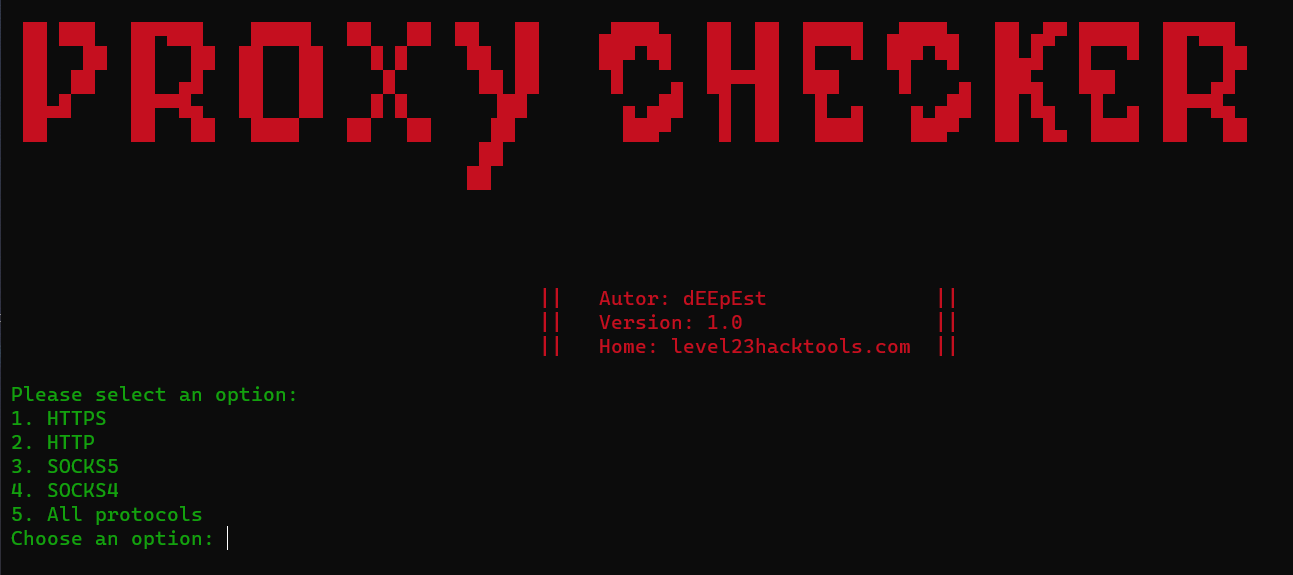 PROXY CHECKER
|| Autor: dEEpEst ||
|| Version: 1.0 ||
|| Home: level23hacktools.com ||
Please select an option:
1. HTTPS
2. HTTP
3. SOCKS5
4. SOCKS4
5. All protocols
Choose an option: